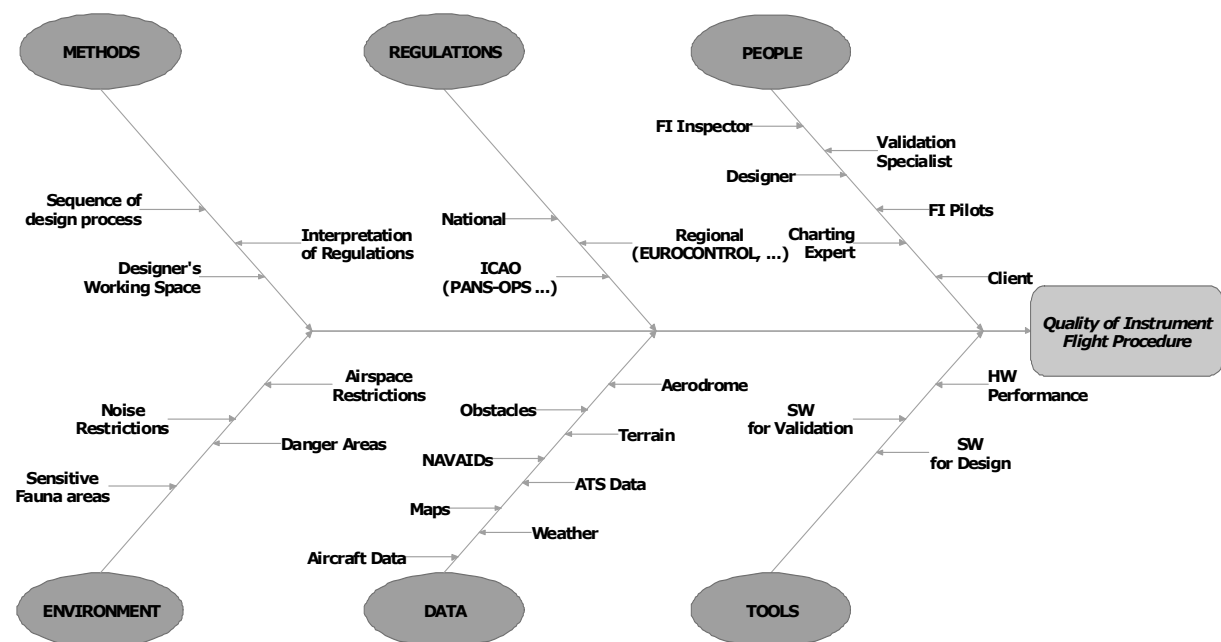 METHODS
REGULATIONS
PEOPLE
FI Inspector
Validation
Specialist
Designer
Sequence of
design process
National
FI Pilots
Interpretation
of Regulations
Regional
(EUROCONTROL, ...)
Charting
Expert
Designer's
Working Space
ICAO
(PANS-OPS ...)
Client
Quality of Instrument
Flight Procedure
Airspace
Restrictions
Aerodrome
HW
Performance
Noise
Restrictions
Obstacles
SW
for Validation
Danger Areas
Terrain
SW
for Design
NAVAIDs
Sensitive
Fauna areas
ATS Data
Maps
Weather
Aircraft Data
ENVIRONMENT
DATA
TOOLS